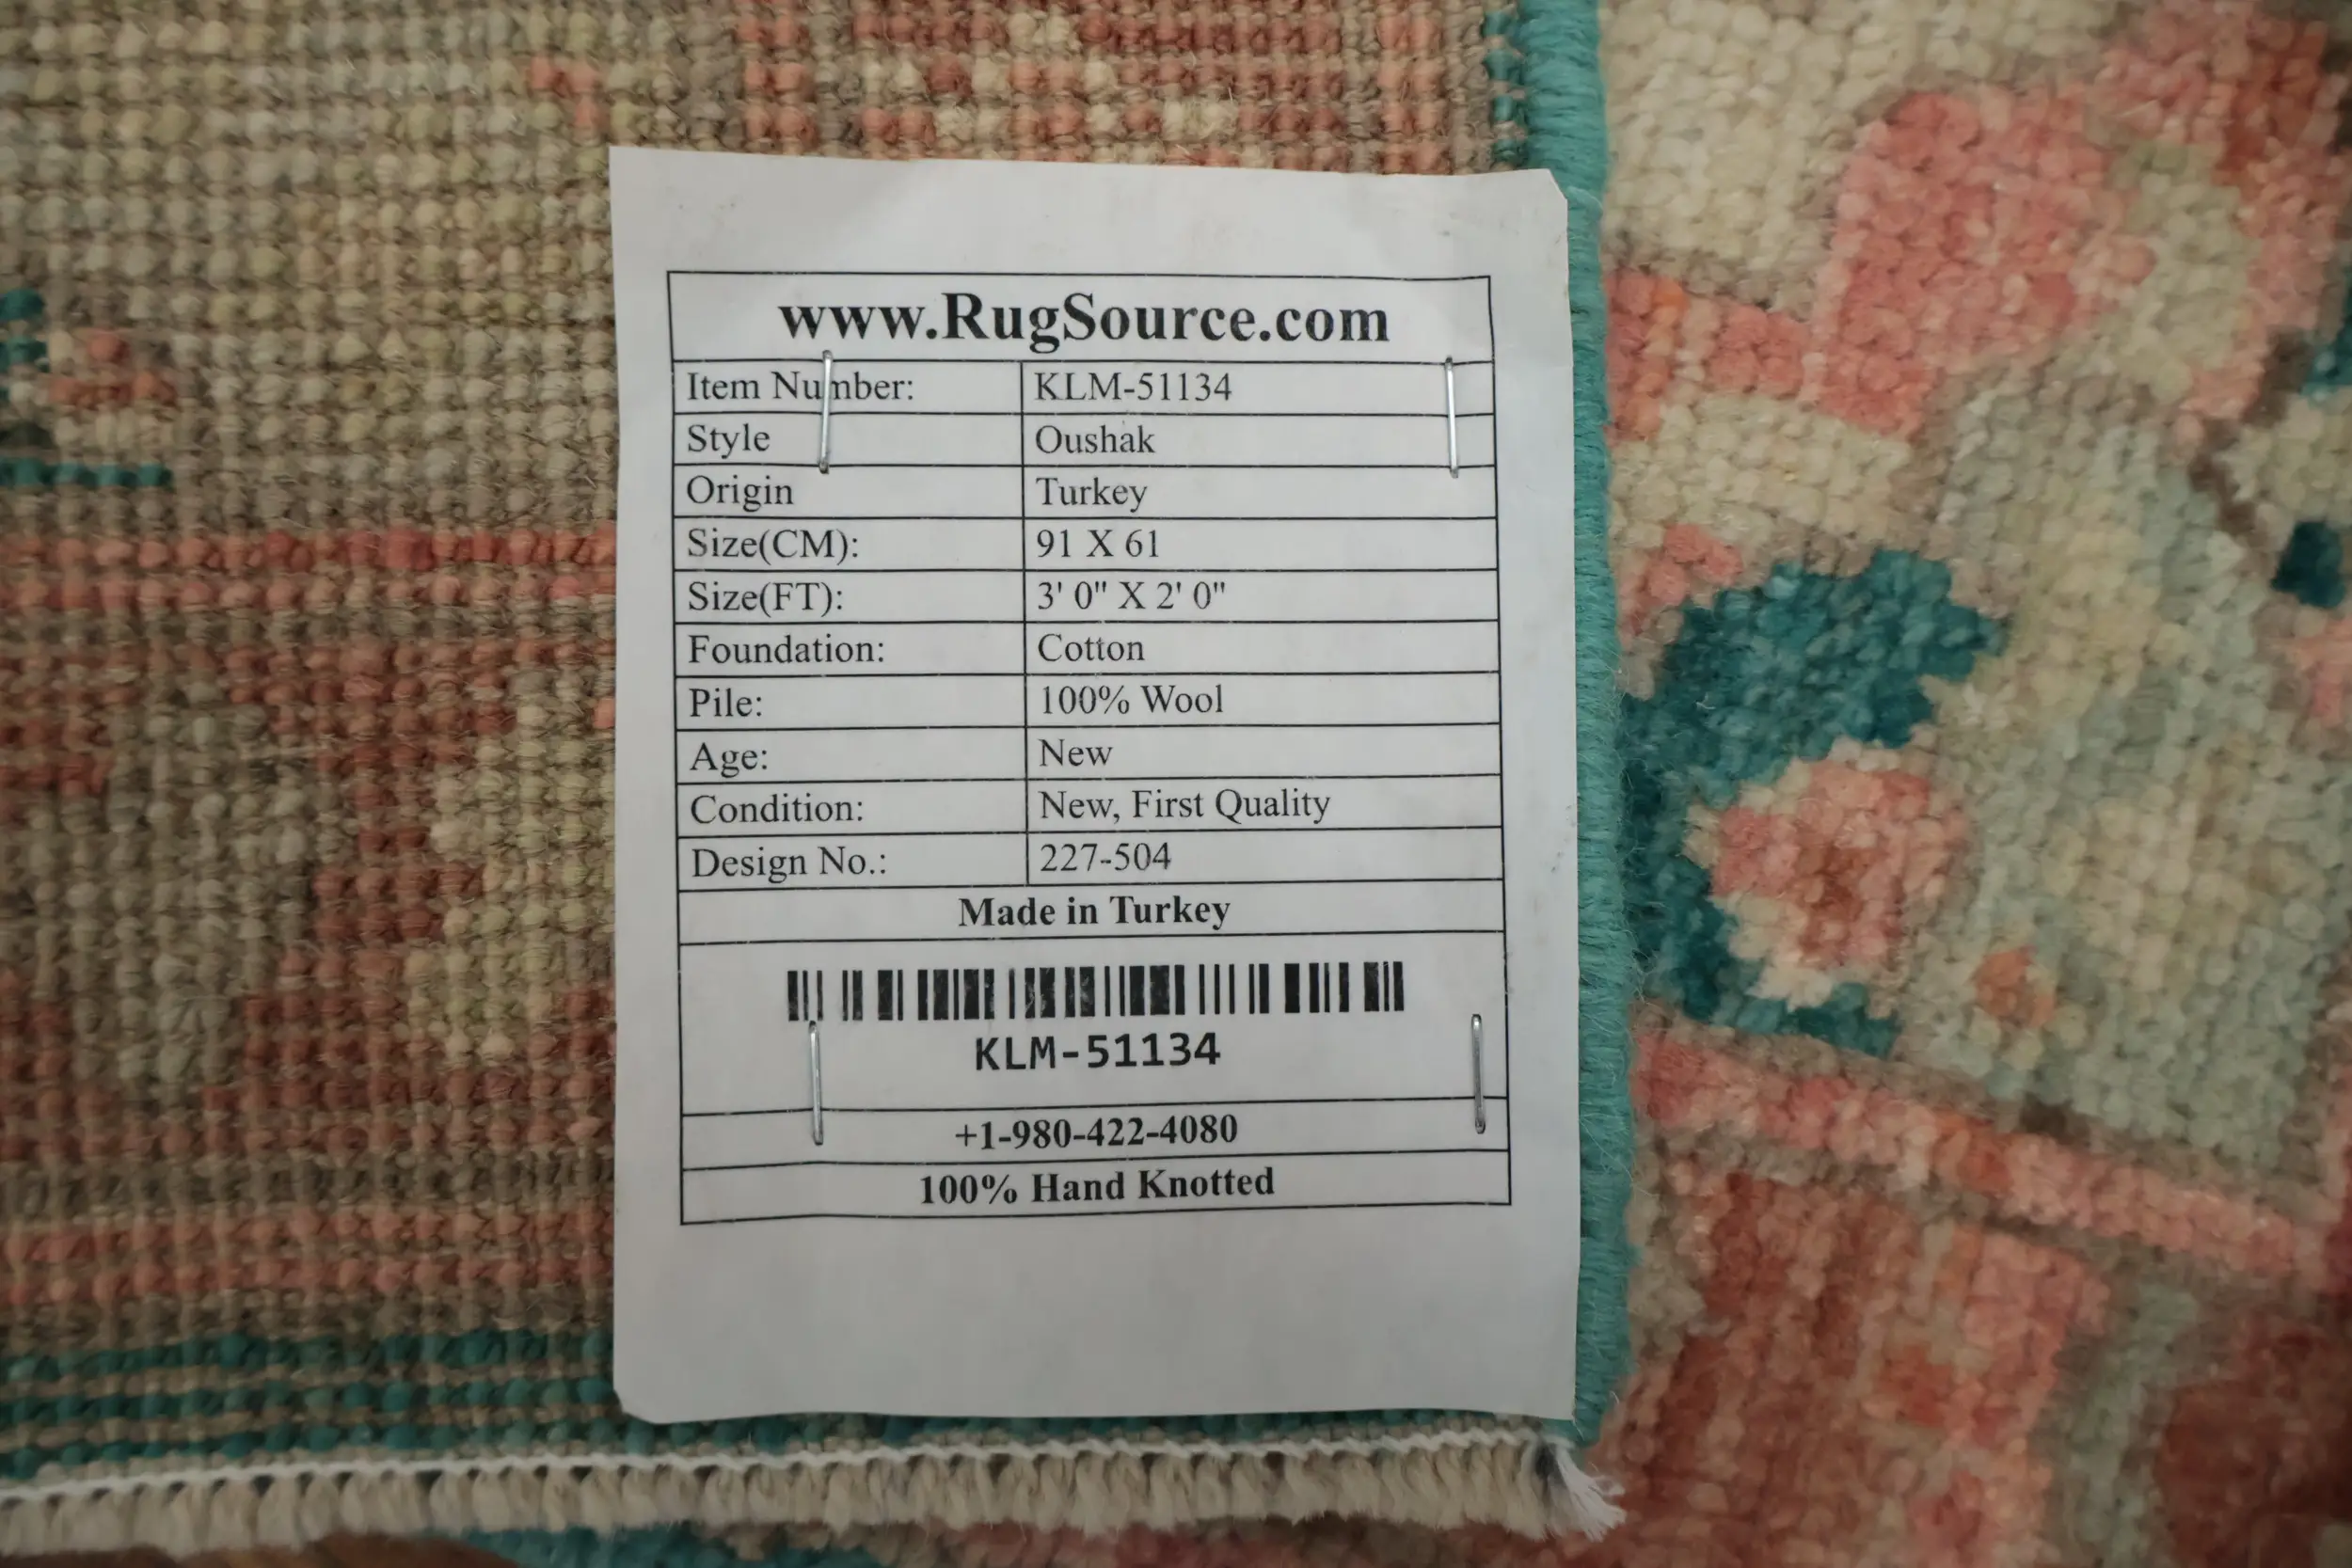 www.RugSource.com
Item Number: KLM-51134
Style Oushak
Origin Turkey
Size(CM): 91 X 61
Size(FT): 3' 0" X 2' 0"
Foundation: Cotton
Pile: 100% Wool
Age: New
Condition: New, First Quality
Design No.: 227-504
Made in Turkey
KLM-51134
+1-980-422-4080
100% Hand Knotted